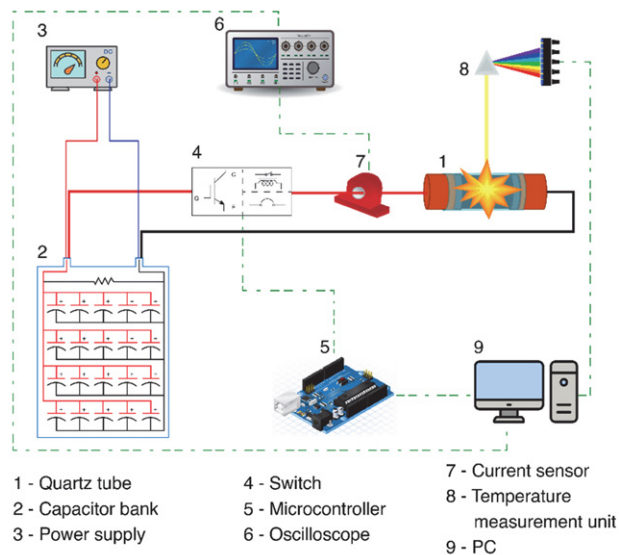 3
6
8
DC
4
7
1
G
G
E
2
5
9
1 - Quartz tube
2 - Capacitor bank
3 - Power supply
4 - Switch
5 - Microcontroller
6 - Oscilloscope
7 - Current sensor
8 - Temperature
measurement unit
9 - PC